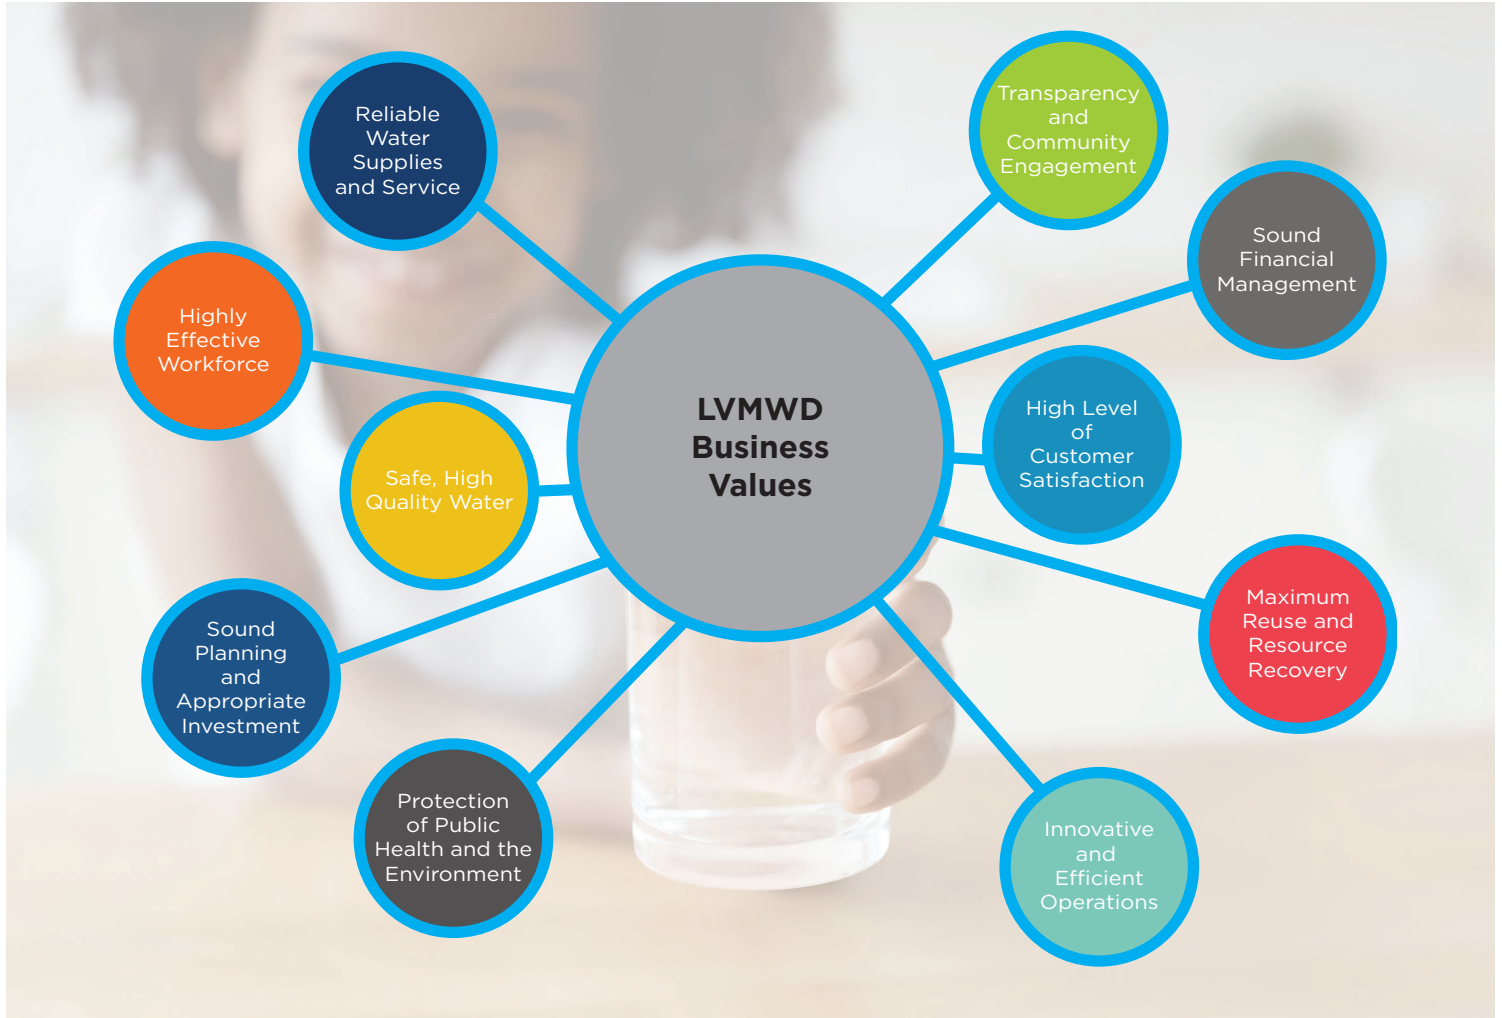 Reliable
Water
Supplies
and Service
Transparency
and
Community
Engagement
Sound
Financial
Management
Highly
Effective
Workforce
LVMWD
Business
Values
High Level
of
Customer
Satisfaction
Safe, High
Quality Water
Maximum
Reuse and
Resource
Recovery
Sound
Planning
and
Appropriate
Investment
Protection
of Public
Health and the
Environment
Innovative
and
Efficient
Operations